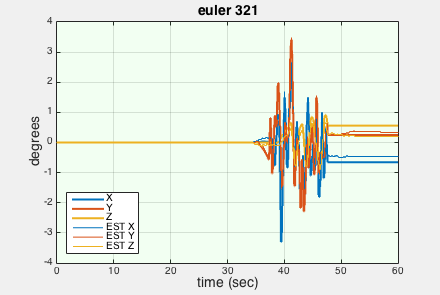 euler 321
4
3
2
1
0
-1
-2
-3
-4
degrees
X
Y
Z
EST X
EST Y
EST Z
0 10 20 30 40 50 60
time (sec)